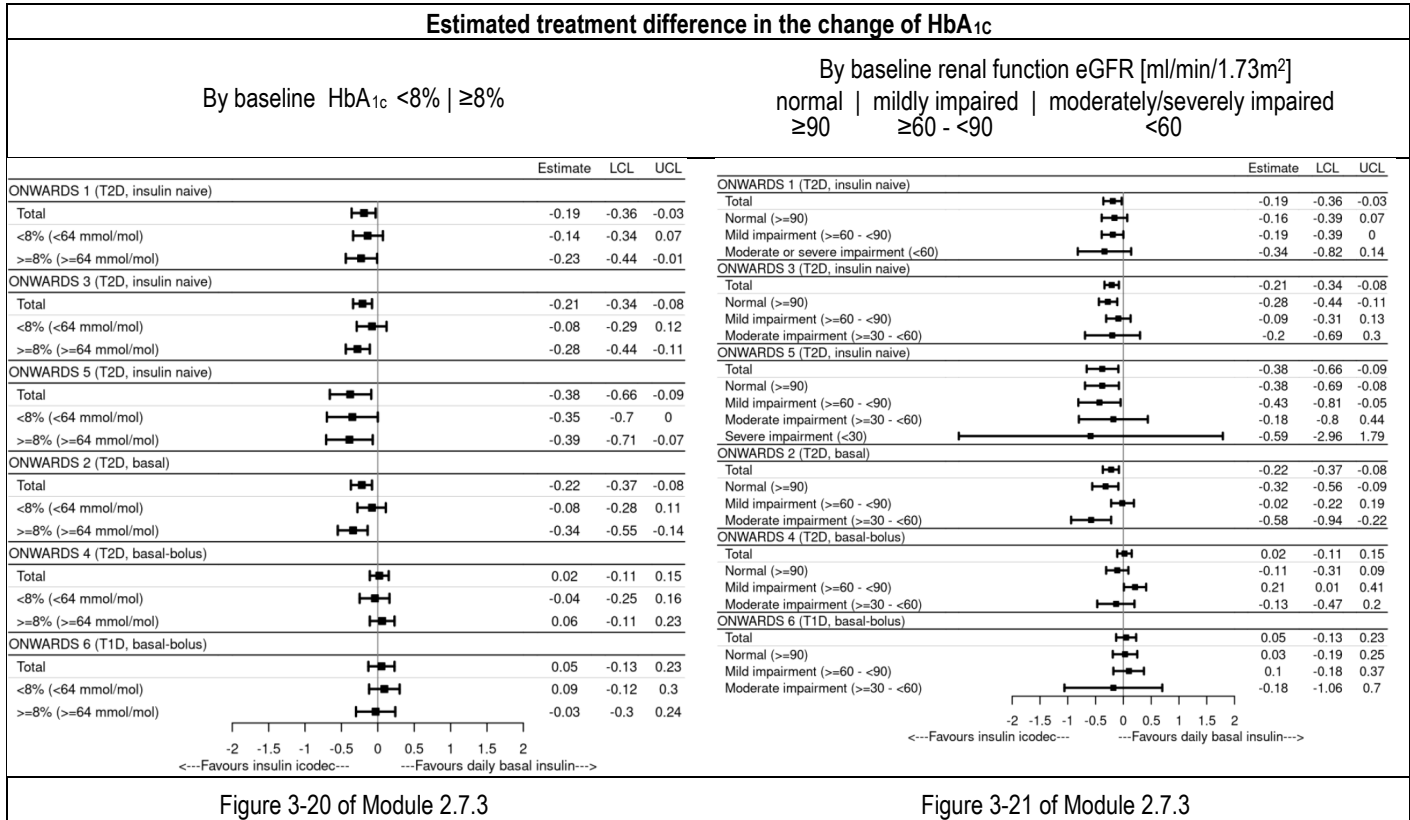 Estimated treatment difference in the change of HbA1C
By baseline HbA1c <8% | ≥8%
By baseline renal function eGFR [ml/min/1.73m²]
normal | mildly impaired | moderately/severely impaired
≥90 ≥60 - <90 <60
Estimate LCL UCL
ONWARDS 1 (T2D, insulin naive)
Total -0.19 -0.36 -0.03
<8% (<64 mmol/mol) -0.14 -0.34 0.07
>=8% (>=64 mmol/mol) -0.23 -0.44 -0.01
ONWARDS 3 (T2D, insulin naive)
Total -0.21 -0.34 -0.08
<8% (<64 mmol/mol) -0.08 -0.29 0.12
>=8% (>=64 mmol/mol) -0.28 -0.44 -0.11
ONWARDS 5 (T2D, insulin naive)
Total -0.38 -0.66 -0.09
<8% (<64 mmol/mol) -0.35 -0.7 0
>=8% (>=64 mmol/mol) -0.39 -0.71 -0.07
ONWARDS 2 (T2D, basal)
Total -0.22 -0.37 -0.08
<8% (<64 mmol/mol) -0.08 -0.28 0.11
>=8% (>=64 mmol/mol) -0.34 -0.55 -0.14
ONWARDS 4 (T2D, basal-bolus)
Total 0.02 -0.11 0.15
<8% (<64 mmol/mol) -0.04 -0.25 0.16
>=8% (>=64 mmol/mol) 0.06 -0.11 0.23
ONWARDS 6 (T1D, basal-bolus)
Total 0.05 -0.13 0.23
<8% (<64 mmol/mol) 0.09 -0.12 0.3
>=8% (>=64 mmol/mol) -0.03 -0.3 0.24
-2 -1.5 -1 -0.5 0 0.5 1 1.5 2
<---Favours insulin icodec--- ---Favours daily basal insulin--->
Figure 3-20 of Module 2.7.3
Estimate LCL UCL
ONWARDS 1 (T2D, insulin naive)
Total -0.19 -0.36 -0.03
Normal (>=90) -0.16 -0.39 0.07
Mild impairment (>=60 - <90) -0.19 -0.39 0
Moderate or severe impairment (<60) -0.34 -0.82 0.14
ONWARDS 3 (T2D, insulin naive)
Total -0.21 -0.34 -0.08
Normal (>=90) -0.28 -0.44 -0.11
Mild impairment (>=60 - <90) -0.09 -0.31 0.13
Moderate impairment (>=30 - <60) -0.2 -0.69 0.3
ONWARDS 5 (T2D, insulin naive)
Total -0.38 -0.66 -0.09
Normal (>=90) -0.38 -0.69 -0.08
Mild impairment (>=60 - <90) -0.43 -0.81 -0.05
Moderate impairment (>=30 - <60) -0.18 -0.8 0.44
Severe impairment (<30) -0.59 -2.96 1.79
ONWARDS 2 (T2D, basal)
Total -0.22 -0.37 -0.08
Normal (>=90) -0.32 -0.56 -0.09
Mild impairment (>=60 - <90) -0.02 -0.22 0.19
Moderate impairment (>=30 - <60) -0.58 -0.94 -0.22
ONWARDS 4 (T2D, basal-bolus)
Total 0.02 -0.11 0.15
Normal (>=90) -0.11 -0.31 0.09
Mild impairment (>=60 - <90) 0.21 0.01 0.41
Moderate impairment (>=30 - <60) -0.13 -0.47 0.2
ONWARDS 6 (T1D, basal-bolus)
Total 0.05 -0.13 0.23
Normal (>=90) 0.03 -0.19 0.25
Mild impairment (>=60 - <90) 0.1 -0.18 0.37
Moderate impairment (>=30 - <60) -0.18 -1.06 0.7
-2 -1.5 -1 -0.5 0 0.5 1 1.5 2
<---Favours insulin icodec--- ---Favours daily basal insulin--->
Figure 3-21 of Module 2.7.3